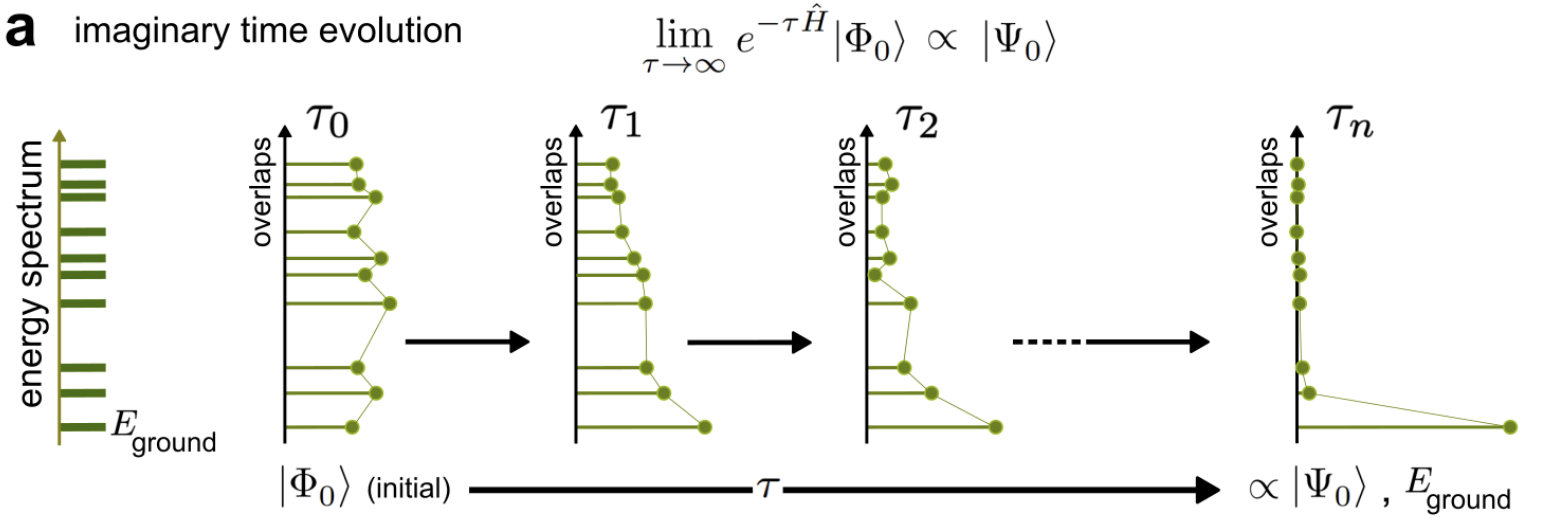 a imaginary time evolution
lim τ→∞ e^{−τĤ}|Φ₀⟩ ∝ |Ψ₀⟩
energy spectrum
E_ground
τ₀
overlaps
τ₁
overlaps
τ₂
overlaps
τₙ
overlaps
|Φ₀⟩ (initial) τ ∝ |Ψ₀⟩ , E_ground